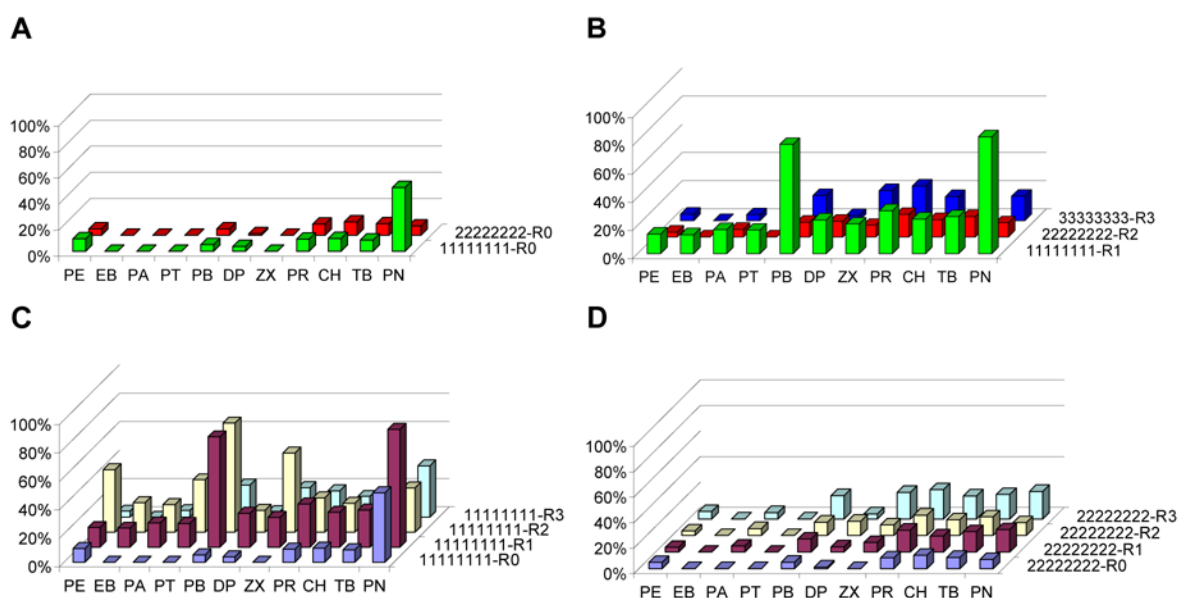 A
100%
80%
60%
40%
20%
0%
22222222-R0
11111111-R0
PE EB PA PT PB DP ZX PR CH TB PN
B
100%
80%
60%
40%
20%
0%
33333333-R3
22222222-R2
11111111-R1
PE EB PA PT PB DP ZX PR CH TB PN
C
100%
80%
60%
40%
20%
0%
11111111-R3
11111111-R2
11111111-R1
11111111-R0
PE EB PA PT PB DP ZX PR CH TB PN
D
100%
80%
60%
40%
20%
0%
22222222-R3
22222222-R2
22222222-R1
22222222-R0
PE EB PA PT PB DP ZX PR CH TB PN